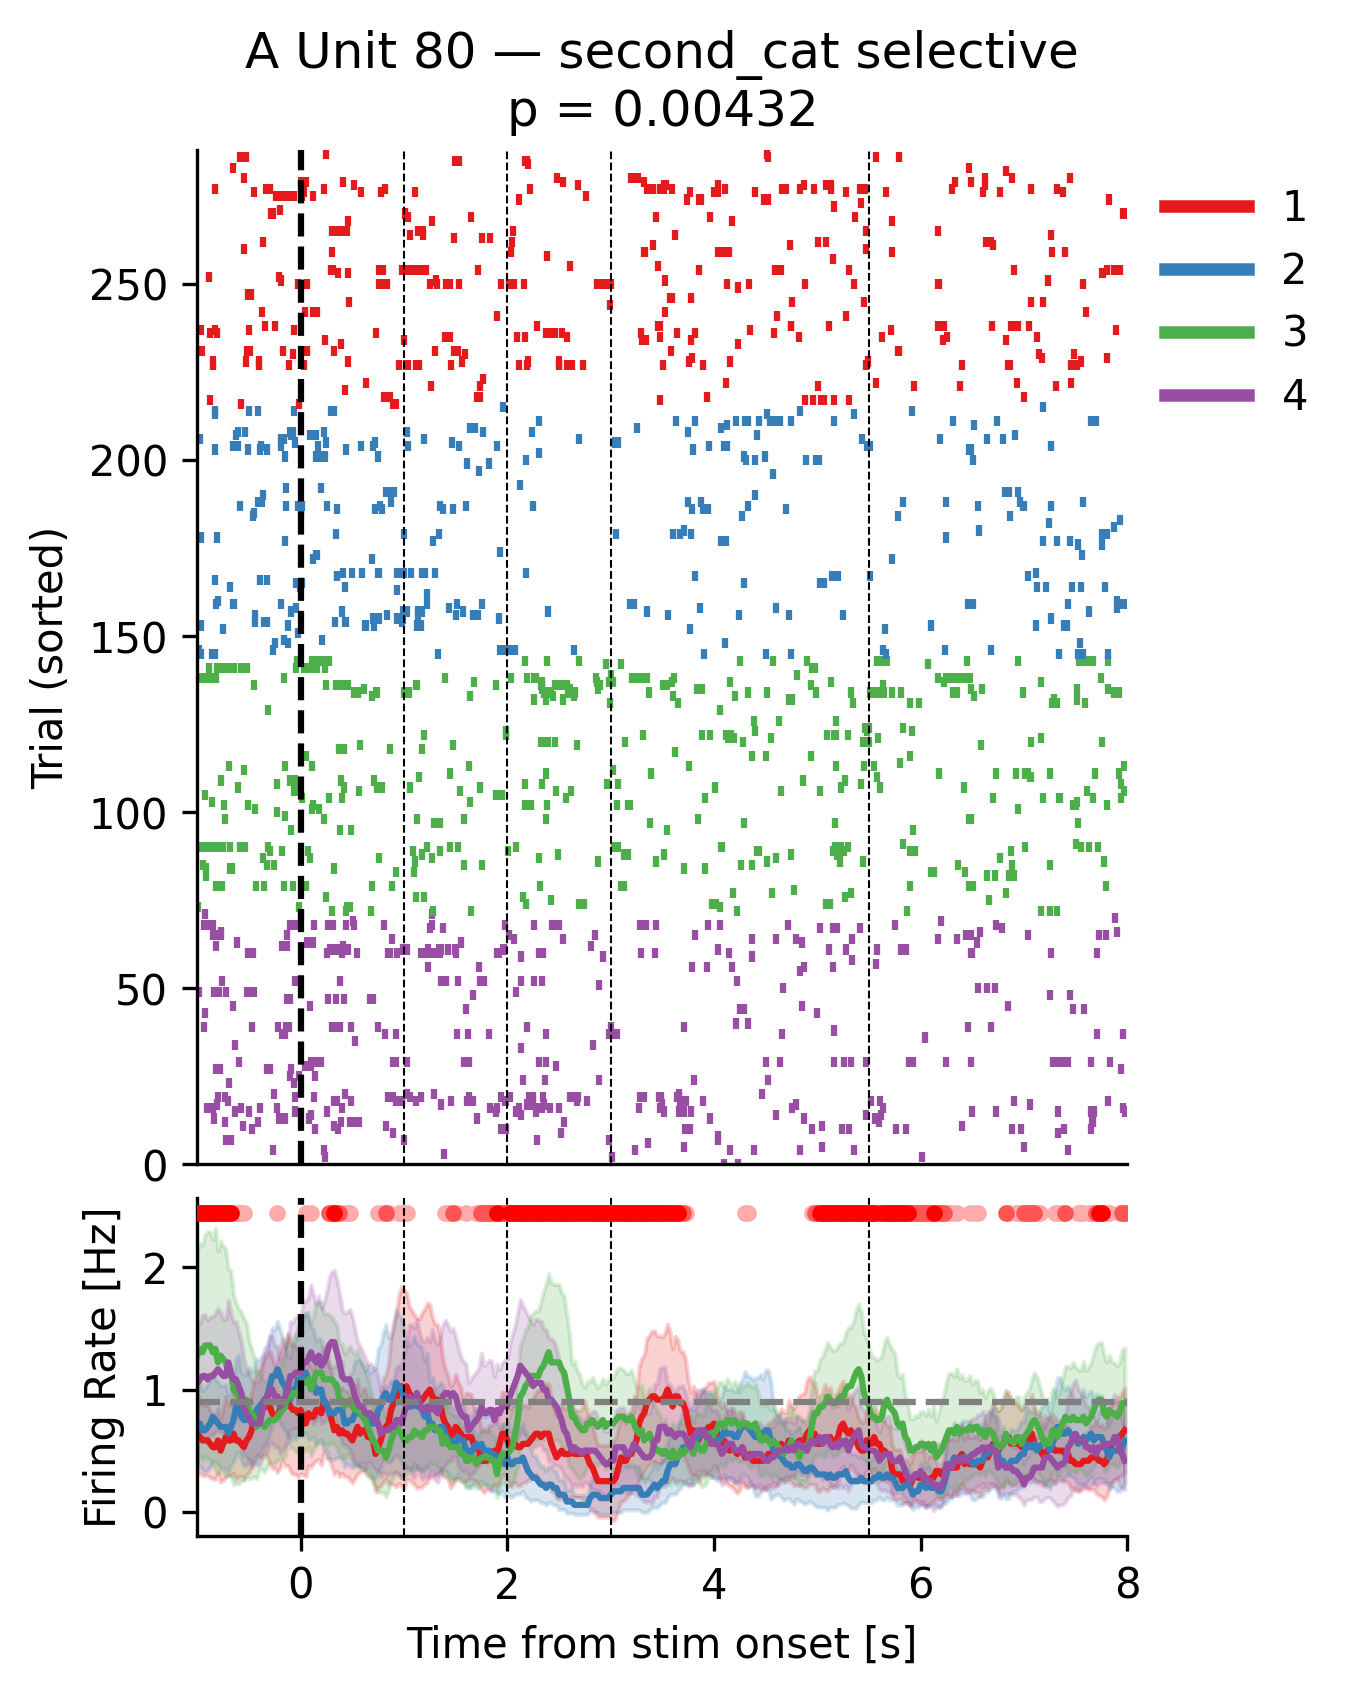 A Unit 80 — second_cat selective
p = 0.00432
1
2
3
4
Trial (sorted)
250
200
150
100
50
0
Firing Rate [Hz]
2
1
0
0 2 4 6 8
Time from stim onset [s]